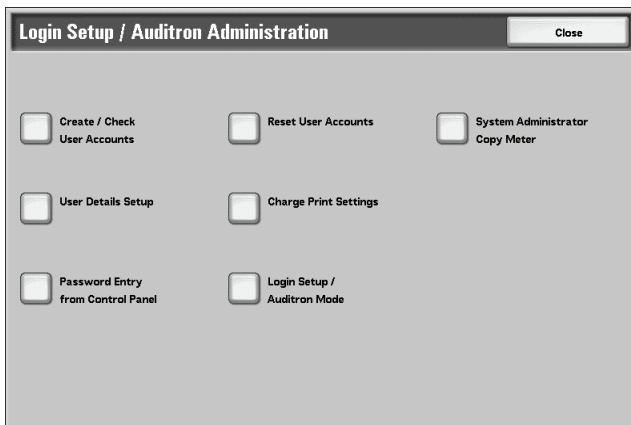 Login Setup / Auditron Administration
Close
Create / Check
User Accounts
Reset User Accounts
System Administrator
Copy Meter
User Details Setup
Charge Print Settings
Password Entry
from Control Panel
Login Setup /
Auditron Mode